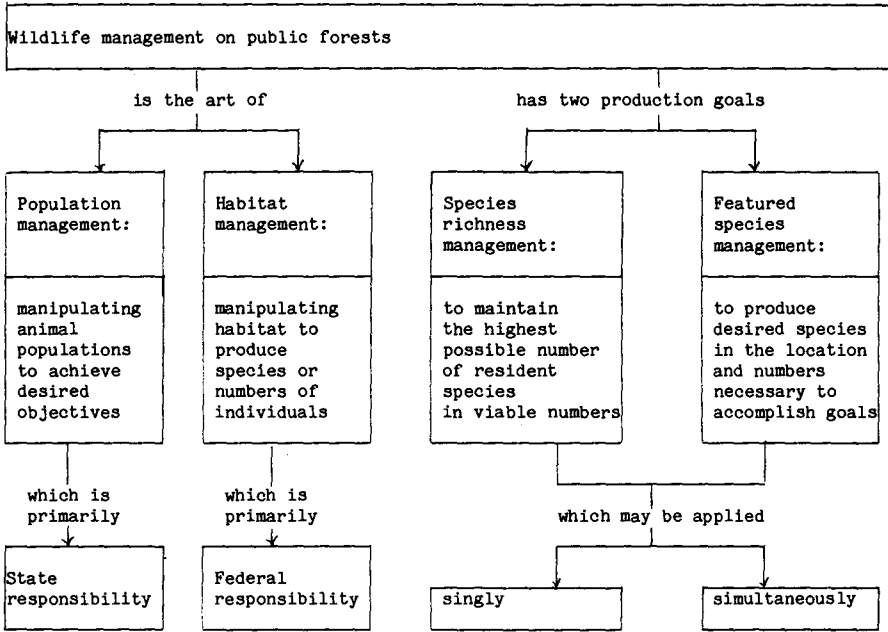 Wildlife management on public forests
is the art of
has two production goals
Population
management:
manipulating
animal
populations
to achieve
desired
objectives
Habitat
management:
manipulating
habitat to
produce
species or
numbers of
individuals
Species
richness
management:
to maintain
the highest
possible number
of resident
species
in viable numbers
Featured
species
management:
to produce
desired species
in the location
and numbers
necessary to
accomplish goals
which is
primarily
which is
primarily
which may be applied
State
responsibility
Federal
responsibility
singly
simultaneously